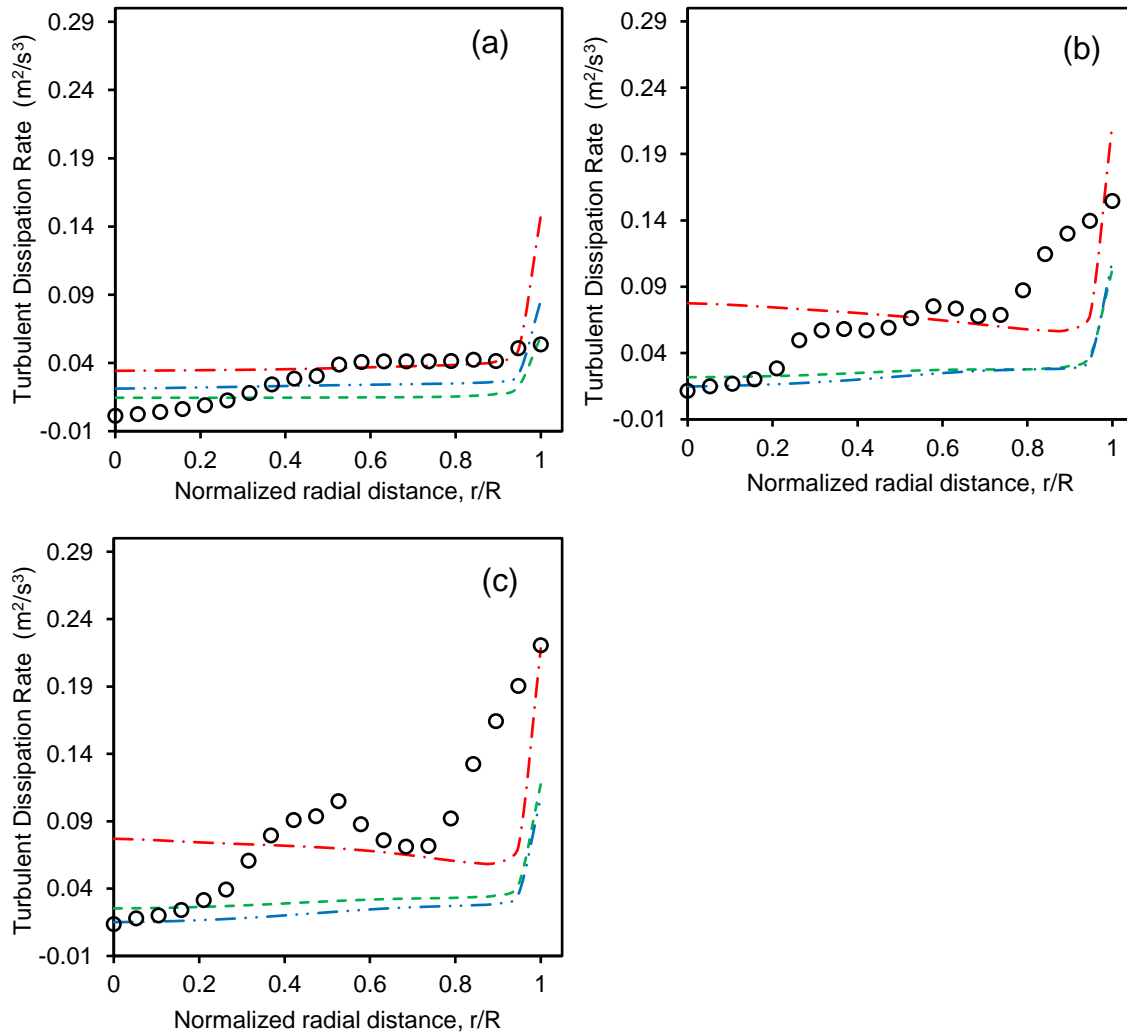 (a)
Turbulent Dissipation Rate (m²/s³)
0.29
0.24
0.19
0.14
0.09
0.04
-0.01
0 0.2 0.4 0.6 0.8 1
Normalized radial distance, r/R
(b)
Turbulent Dissipation Rate (m²/s³)
0.29
0.24
0.19
0.14
0.09
0.04
-0.01
0 0.2 0.4 0.6 0.8 1
Normalized radial distance, r/R
(c)
Turbulent Dissipation Rate (m²/s³)
0.29
0.24
0.19
0.14
0.09
0.04
-0.01
0 0.2 0.4 0.6 0.8 1
Normalized radial distance, r/R